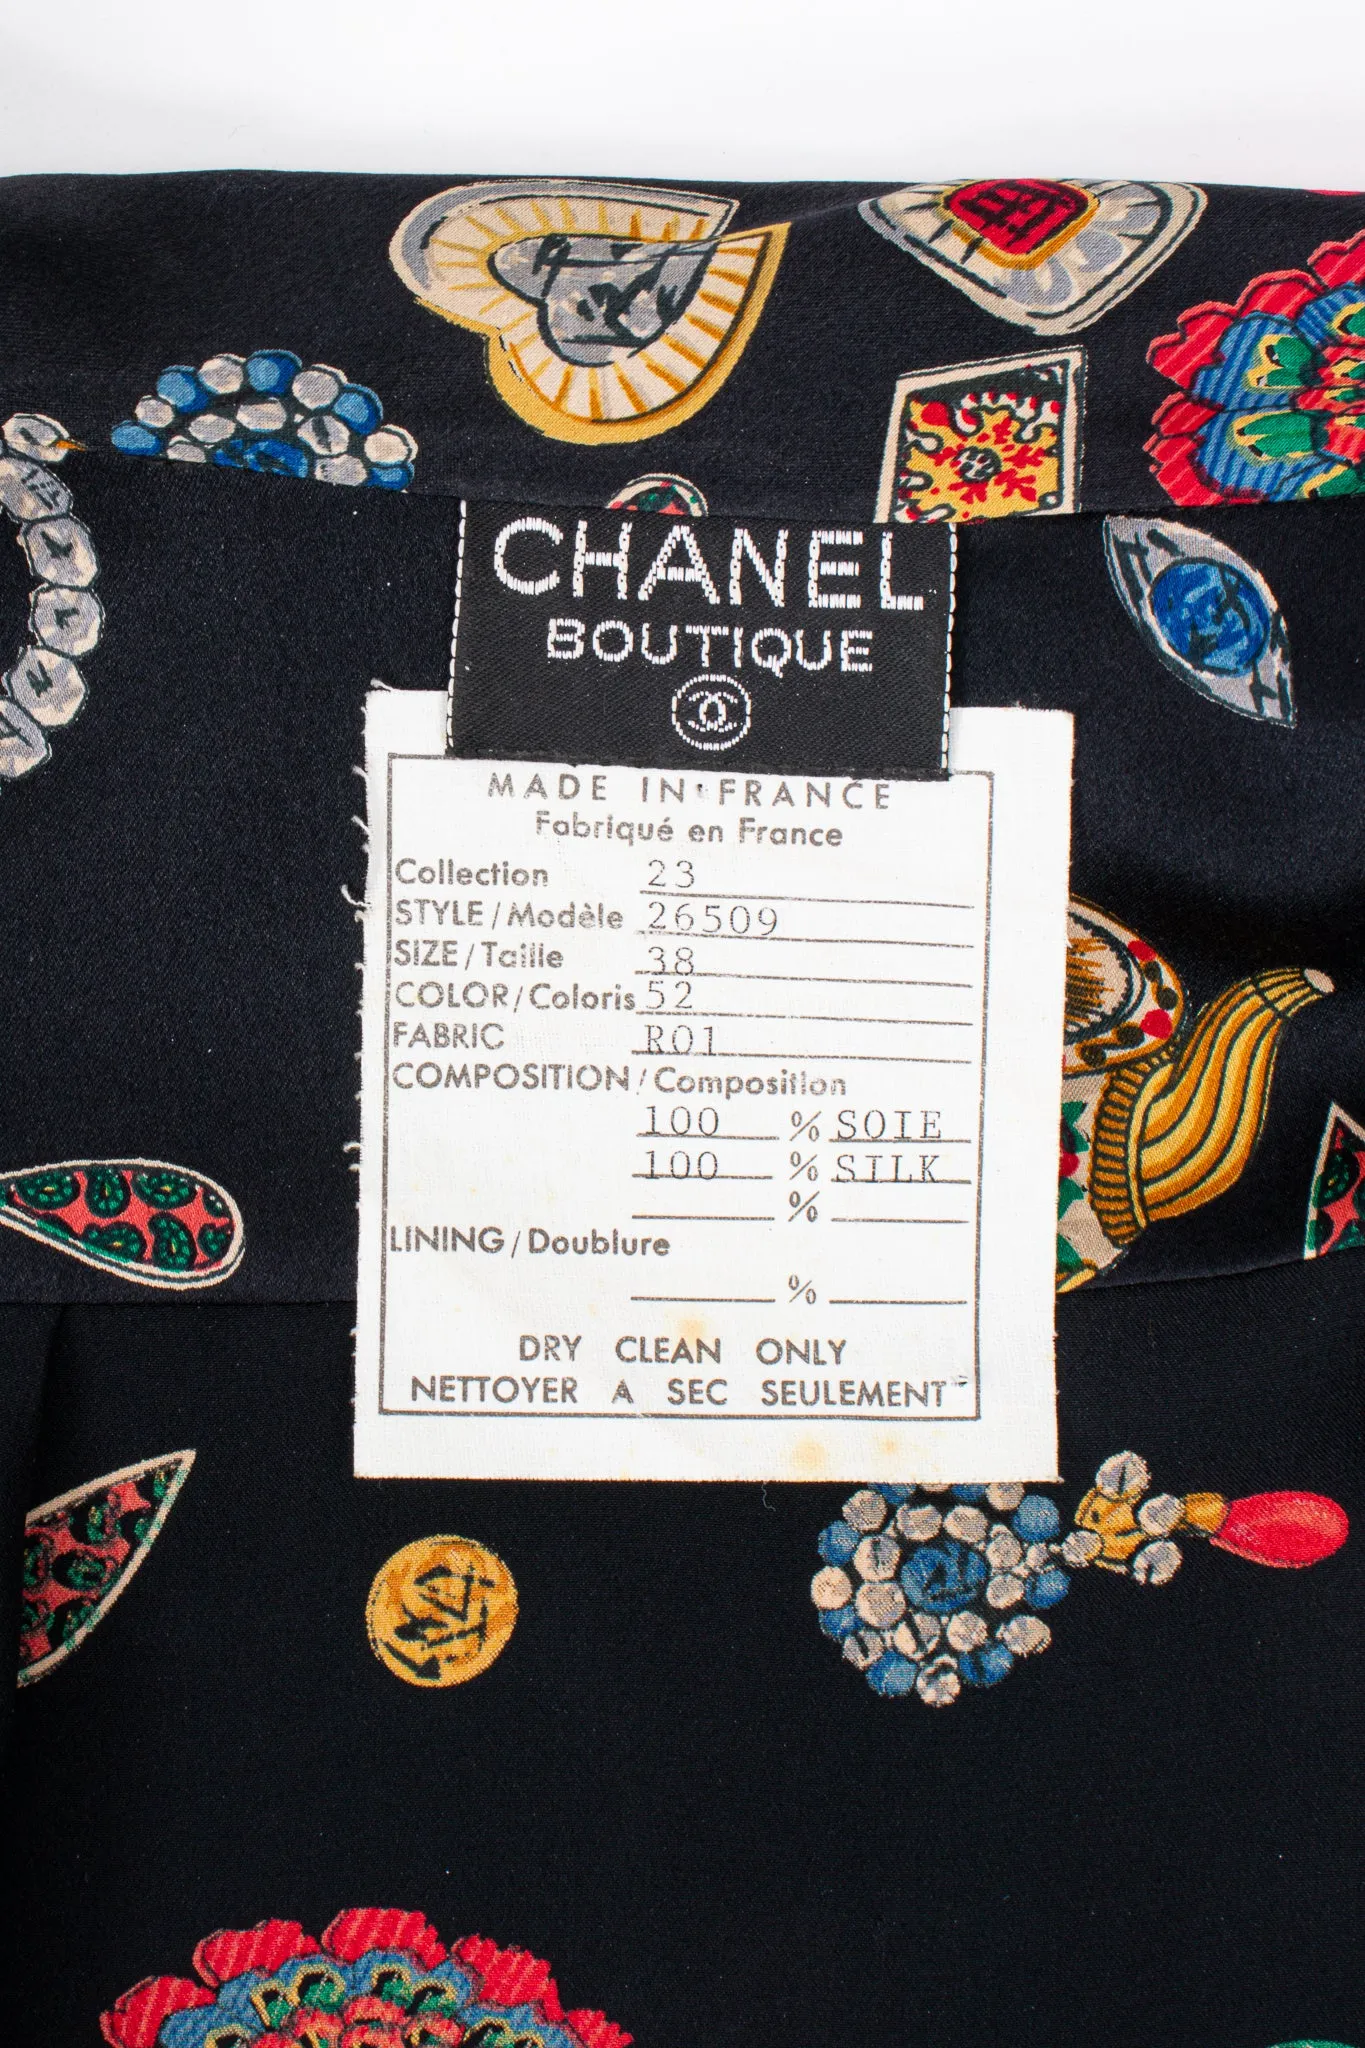 CHANEL
BOUTIQUE
MADE IN FRANCE
Fabriqué en France
Collection 23
STYLE/Modèle 26509
SIZE/Taille 38
COLOR/Coloris 52
FABRIC R01
COMPOSITION/Composition
100 % SOIE
100 % SILK
%
LINING/Doublure
%
DRY CLEAN ONLY
NETTOYER A SEC SEULEMENT